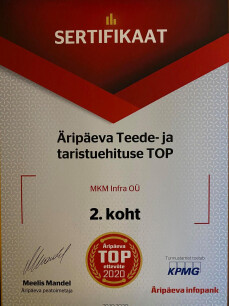 SERTIFIKAAT
Äripäeva Teede- ja
taristuehituse TOP
MKM Infra OÜ
2. koht
Äripäeva
TOP
ettevõte
2020
Meelis Mandel
Äripäeva peatoimetaja
KPMG
Äripäeva infopank